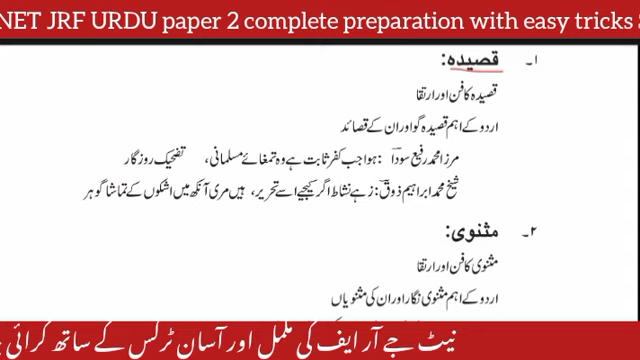 NET JRF URDU paper 2 complete preparation with easy tricks
۱۔ قصیدہ:
قصیدہ کا فن اور ارتقا
اردو کے اہم قصیدہ گو اور ان کے قصائد
مرزا محمد رفیع سودا : ہوا جب کفر ثابت ہے وہ تمغائے مسلمانی، تضحیک روزگار
شیخ محمد ابراہیم ذوق: زہے نشاط اگر کیجیے اسے تحریر، ہیں مری آنکھ میں اشکوں کے تماشا گوہر
۲۔ مثنوی:
مثنوی کا فن اور ارتقا
اردو کے اہم مثنوی نگار اور ان کی مثنویاں
نیٹ جے آر ایف کی مکمل اور آسان ٹرکس کے ساتھ کرائی